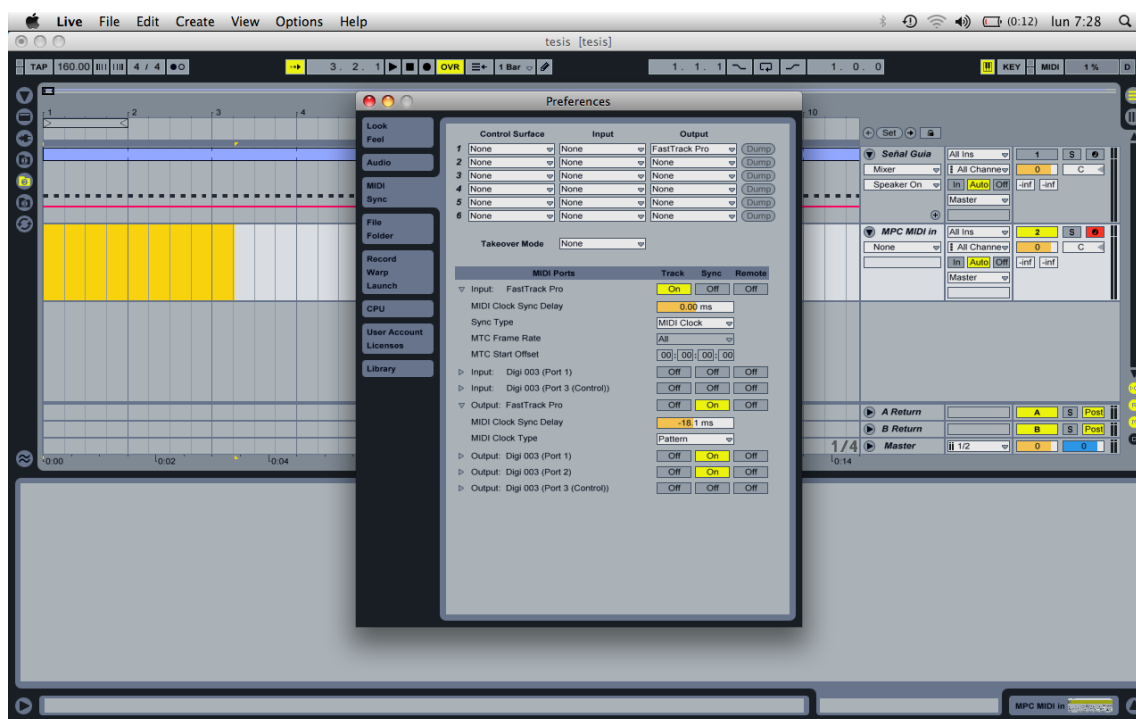 Live File Edit Create View Options Help (0:12) lun 7:28
tesis [tesis]
TAP 160.00 4 / 4 3. 2. 1 OVR 1 Bar 1. 1. 1 1. 0. 0 KEY MIDI 1 % D
Preferences
1 2 3 4 10
Set
Look
Feel
Audio
MIDI
Sync
File
Folder
Record
Warp
Launch
CPU
User Account
Licenses
Library
Control Surface Input Output
1 None None FastTrack Pro Dump
2 None None None Dump
3 None None None Dump
4 None None None Dump
5 None None None Dump
6 None None None Dump
Takeover Mode None
MIDI Ports Track Sync Remote
Input: FastTrack Pro On Off Off
MIDI Clock Sync Delay 0.00 ms
Sync Type MIDI Clock
MTC Frame Rate All
MTC Start Offset 00: 00: 00: 00
Input: Digi 003 (Port 1) Off Off Off
Input: Digi 003 (Port 3 (Control)) Off Off Off
Output: FastTrack Pro Off On Off
MIDI Clock Sync Delay -18.1 ms
MIDI Clock Type Pattern
Output: Digi 003 (Port 1) Off On Off
Output: Digi 003 (Port 2) Off On Off
Output: Digi 003 (Port 3 (Control)) Off Off Off
Señal Guia All Ins 1 S
Mixer All Channe 0 C
Speaker On In Auto Off -inf -inf
Master
MPC MIDI in All Ins 2 S
None All Channe 0 C
In Auto Off -inf -inf
Master
A Return A S Post
B Return B S Post
1/4 Master 1/2 0 0
0:00 0:02 0:04 0:14
MPC MIDI in